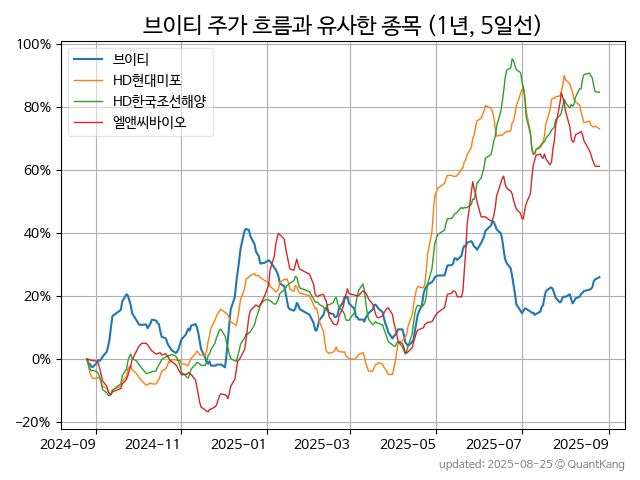 브이티 주가 흐름과 유사한 종목 (1년, 5일선)
브이티
HD현대미포
HD한국조선해양
엘앤씨바이오
100%
80%
60%
40%
20%
0%
−20%
2024-09 2024-11 2025-01 2025-03 2025-05 2025-07 2025-09
updated: 2025-08-25 © QuantKang